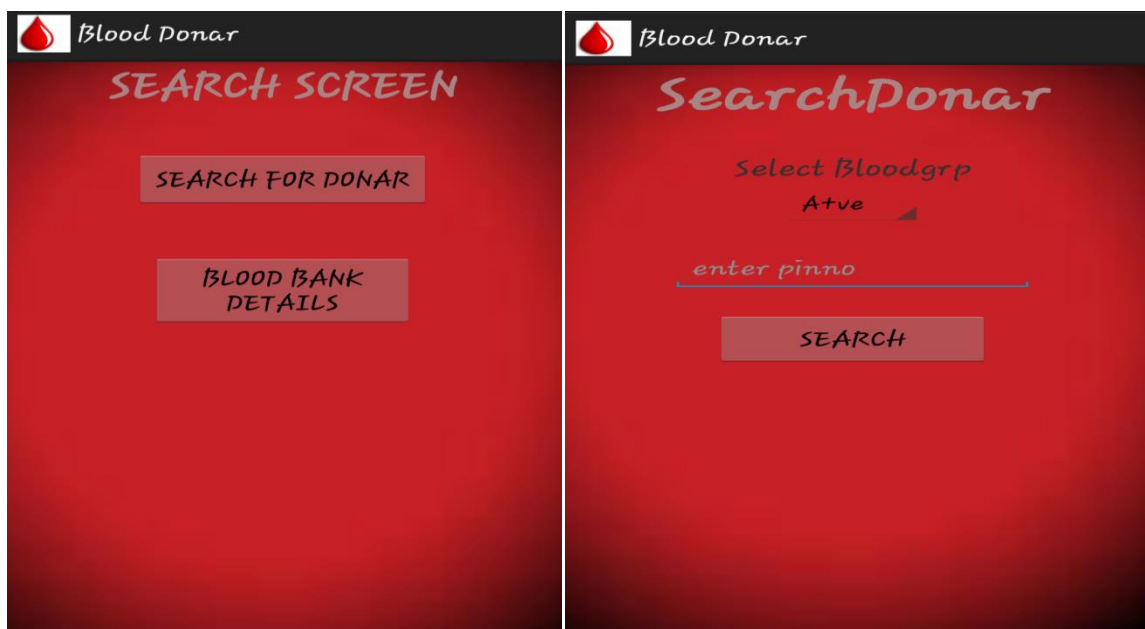 Blood Donar
SEARCH SCREEN
SEARCH FOR DONAR
BLOOD BANK
DETAILS
Blood Donar
SearchDonar
Select Bloodgrp
A+ve
enter pinno
SEARCH